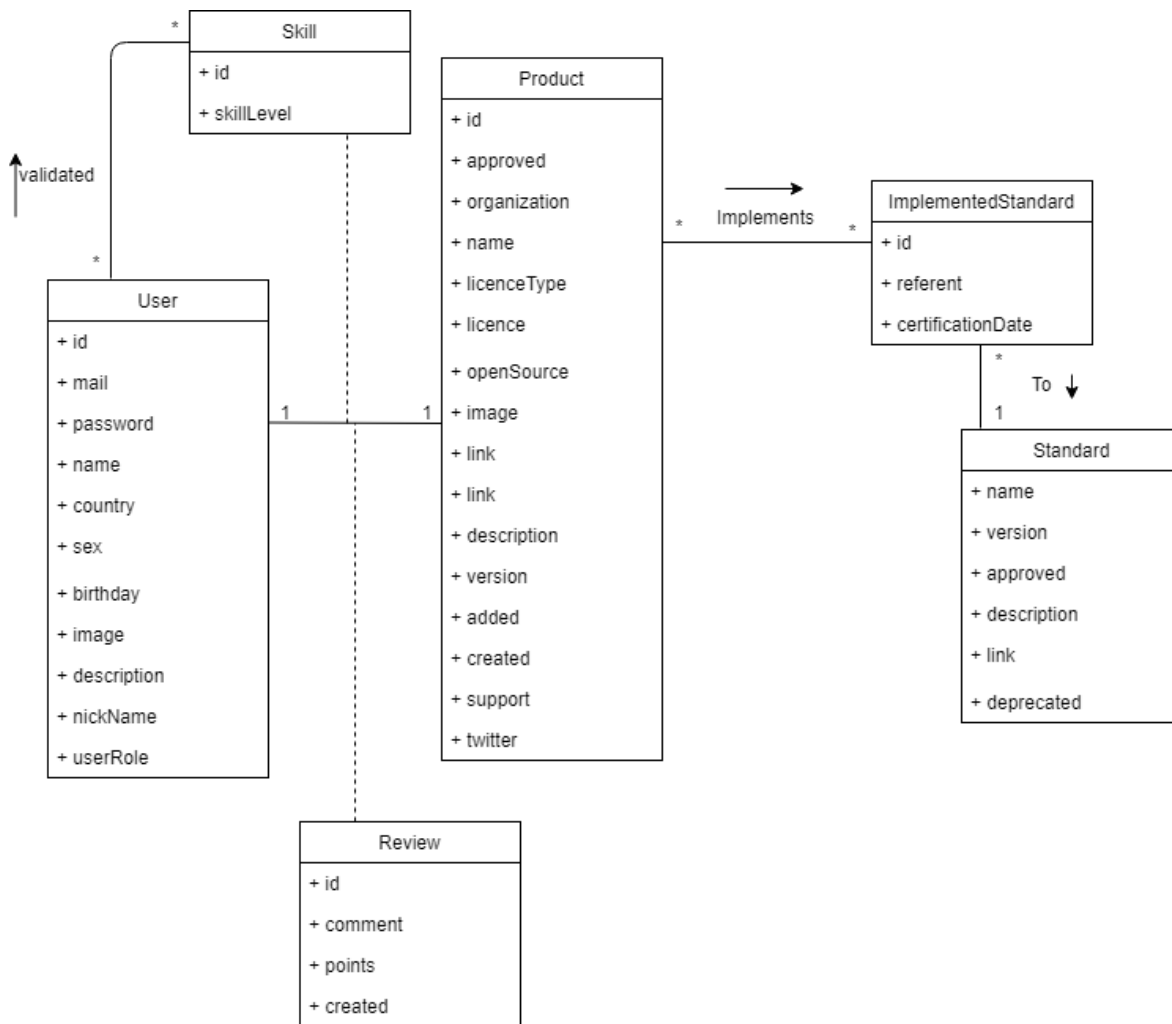 *
Skill
+ id
+ skillLevel
validated
*
User
+ id
+ mail
+ password
+ name
+ country
+ sex
+ birthday
+ image
+ description
+ nickName
+ userRole
1
1
Product
+ id
+ approved
+ organization
+ name
+ licenceType
+ licence
+ openSource
+ image
+ link
+ link
+ description
+ version
+ added
+ created
+ support
+ twitter
Implements
*
*
ImplementedStandard
+ id
+ referent
+ certificationDate
*
To
1
Standard
+ name
+ version
+ approved
+ description
+ link
+ deprecated
Review
+ id
+ comment
+ points
+ created